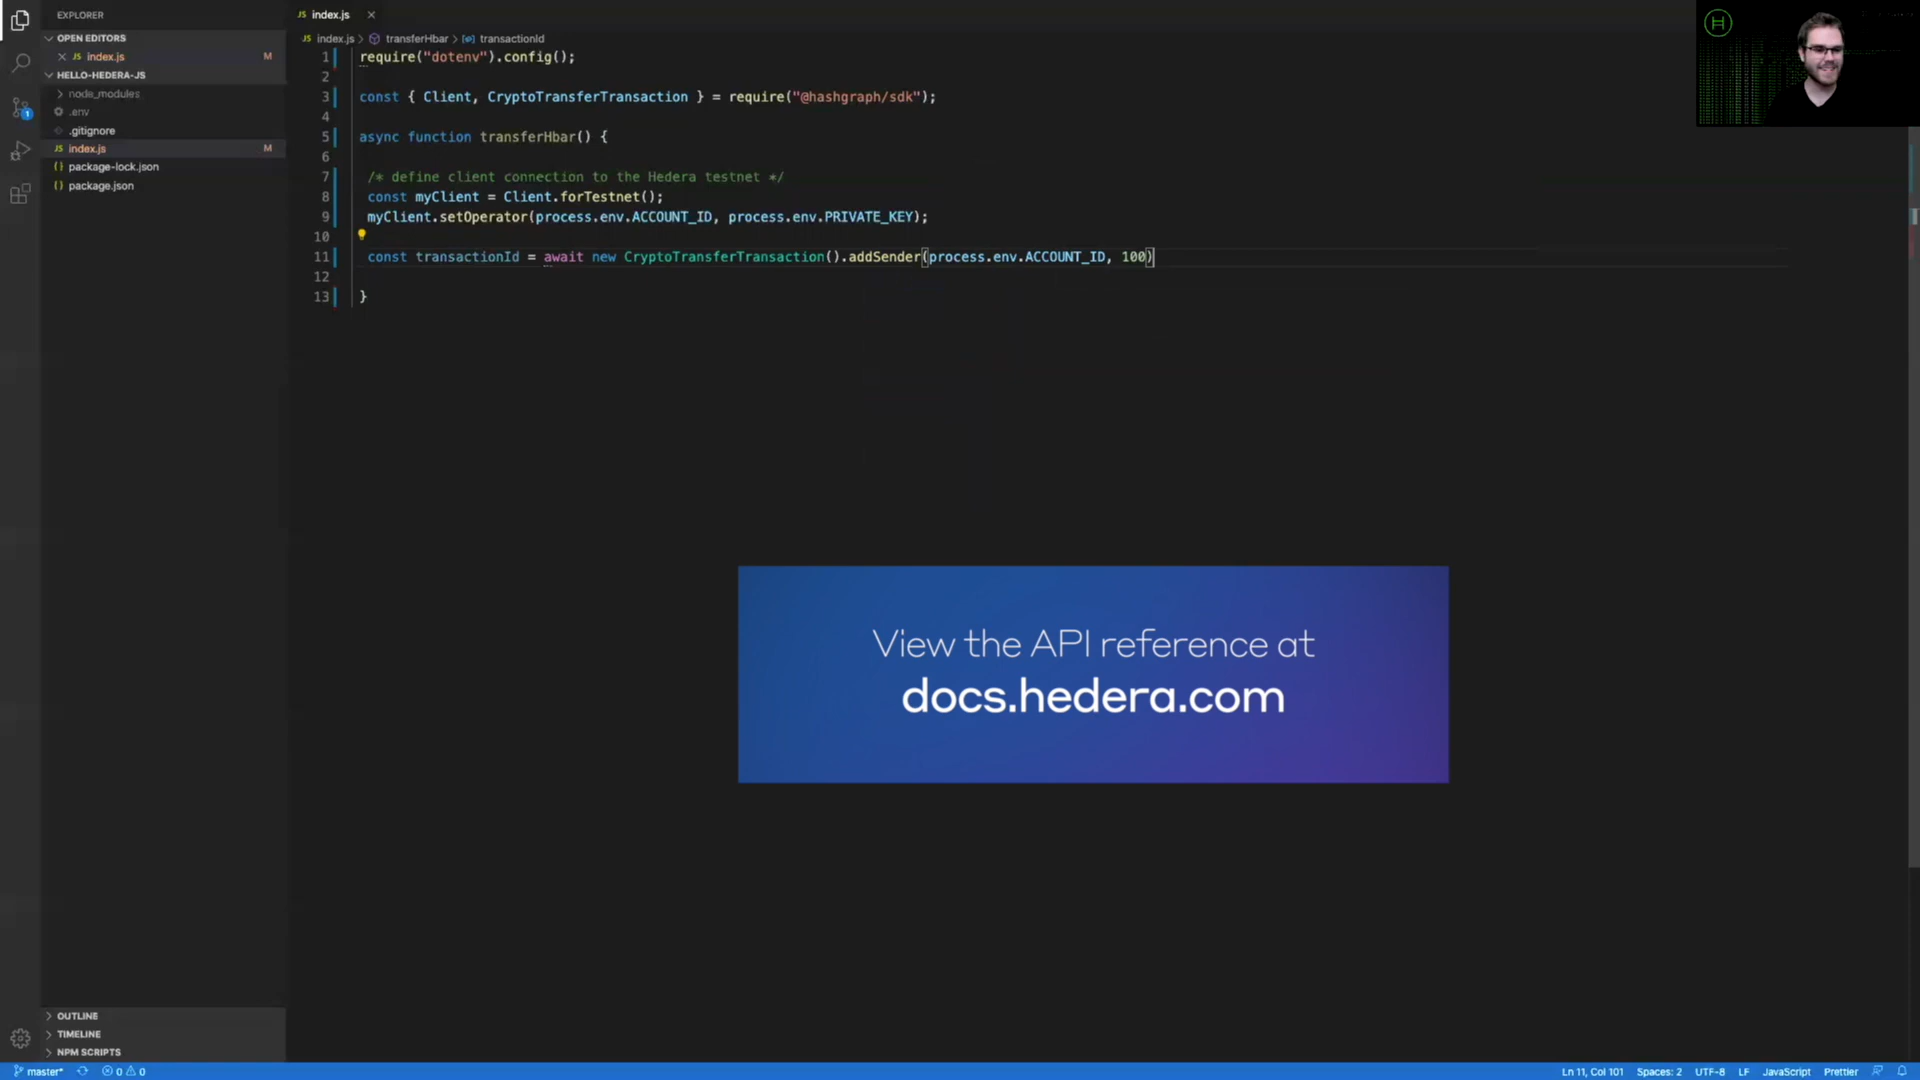 EXPLORER
OPEN EDITORS
JS index.js M
HELLO-HEDERA-JS
node_modules
.env
.gitignore
JS index.js M
{} package-lock.json
{} package.json
OUTLINE
TIMELINE
NPM SCRIPTS
JS index.js
JS index.js > transferHbar > transactionId
1 require("dotenv").config();
2
3 const { Client, CryptoTransferTransaction } = require("@hashgraph/sdk");
4
5 async function transferHbar() {
6
7 /* define client connection to the Hedera testnet */
8 const myClient = Client.forTestnet();
9 myClient.setOperator(process.env.ACCOUNT_ID, process.env.PRIVATE_KEY);
10
11 const transactionId = await new CryptoTransferTransaction().addSender(process.env.ACCOUNT_ID, 100)
12
13 }
View the API reference at
docs.hedera.com
master* 0 0 Ln 11, Col 101 Spaces: 2 UTF-8 LF JavaScript Prettier